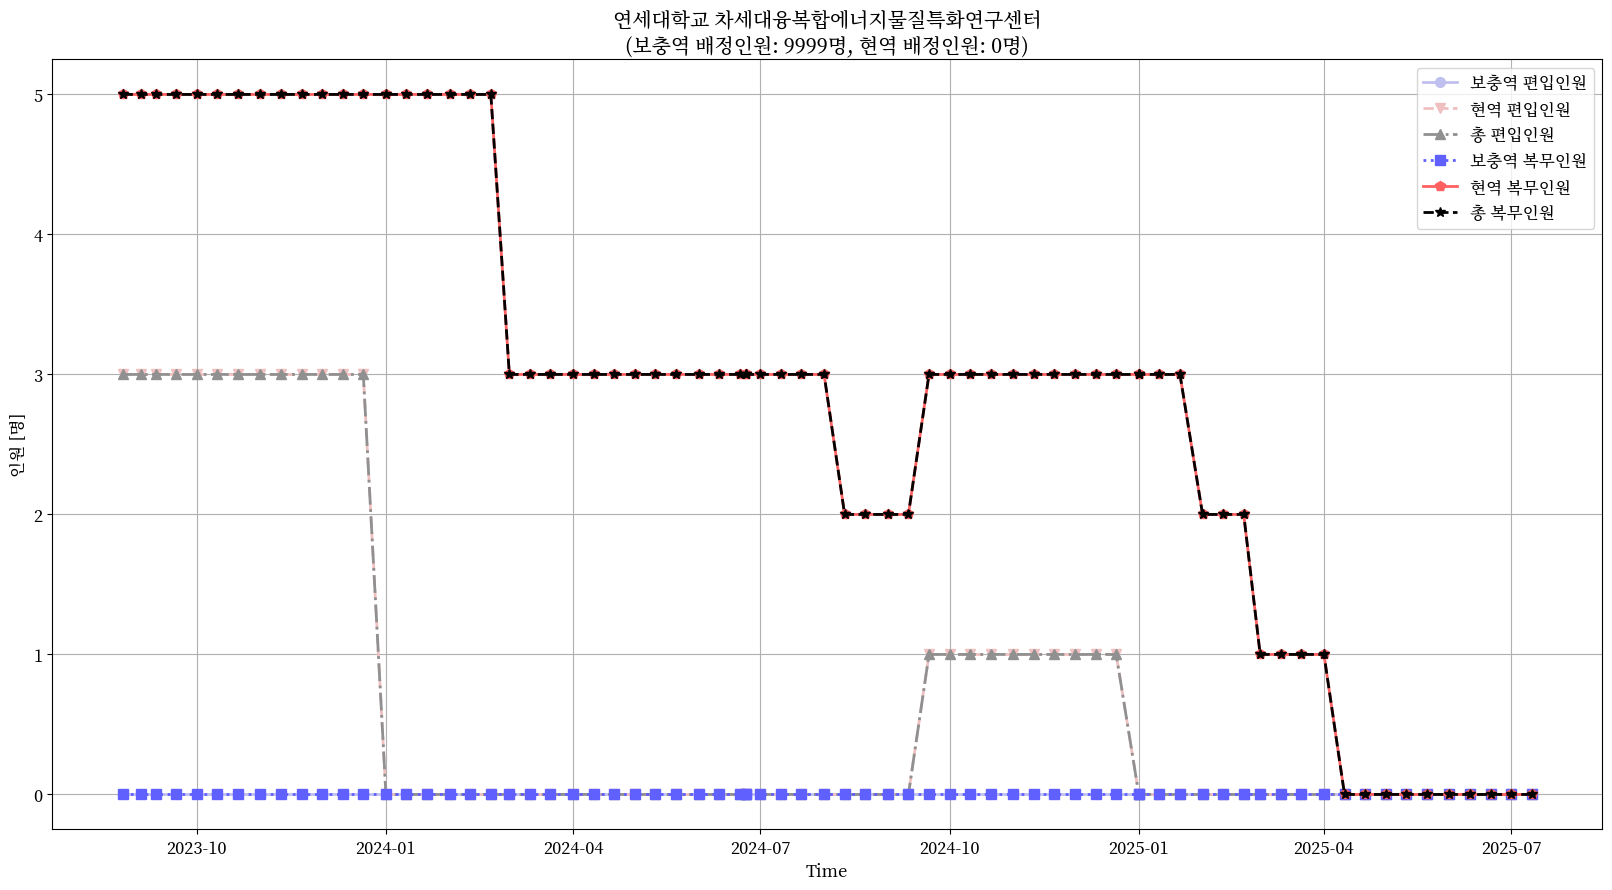 연세대학교 차세대융복합에너지물질특화연구센터
(보충역 배정인원: 9999명, 현역 배정인원: 0명)
보충역 편입인원
현역 편입인원
총 편입인원
보충역 복무인원
현역 복무인원
총 복무인원
인원 [명]
5
4
3
2
1
0
2023-10
2024-01
2024-04
2024-07
2024-10
2025-01
2025-04
2025-07
Time